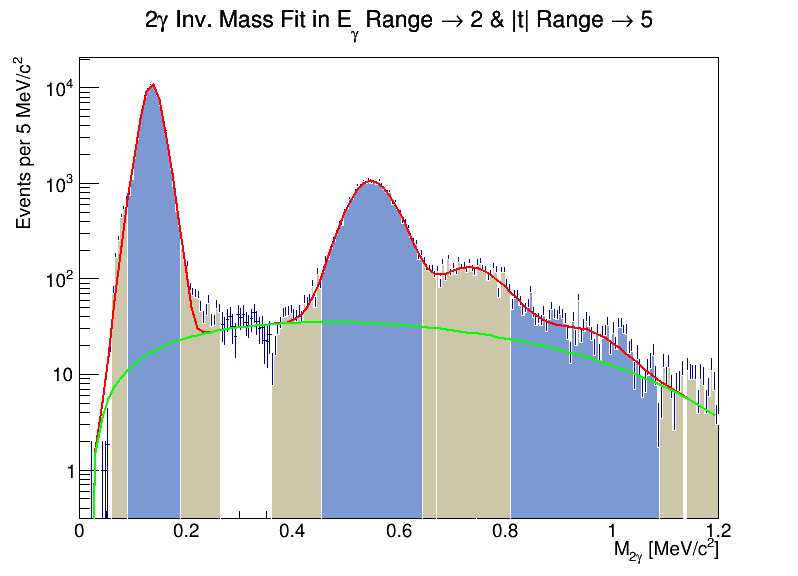 2γ Inv. Mass Fit in Eγ Range → 2 & |t| Range → 5
Events per 5 MeV/c²
10⁴
10³
10²
10
1
0 0.2 0.4 0.6 0.8 1 1.2
M2γ [MeV/c²]